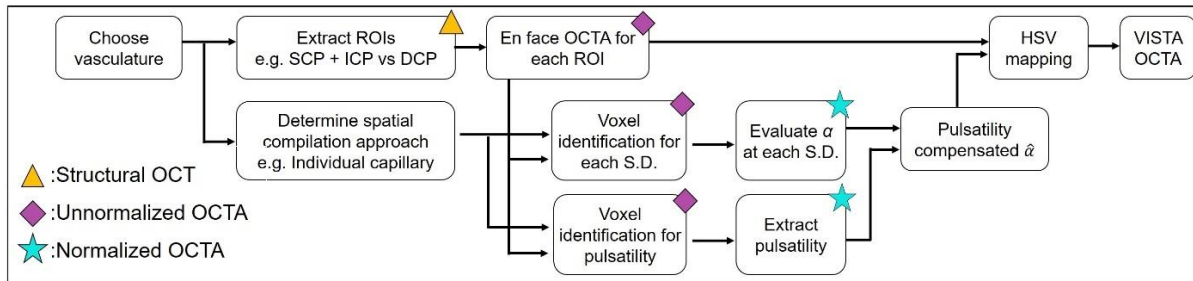 Choose
vasculature
Extract ROIs
e.g. SCP + ICP vs DCP
En face OCTA for
each ROI
HSV
mapping
VISTA
OCTA
Determine spatial
compilation approach
e.g. Individual capillary
Voxel
identification for
each S.D.
Evaluate α
at each S.D.
Pulsatility
compensated α̂
Voxel
identification for
pulsatility
Extract
pulsatility
:Structural OCT
:Unnormalized OCTA
:Normalized OCTA